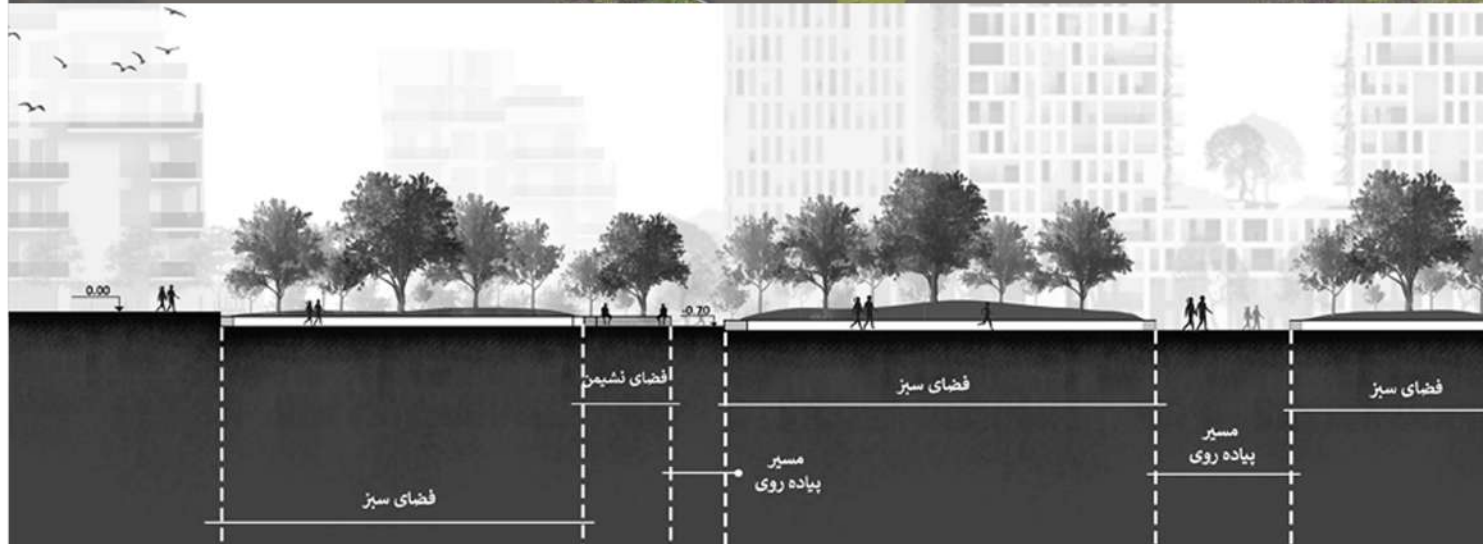 0.00
-0.70
فضای نشیمن
فضای سبز
فضای سبز
مسیر
پیاده روی
مسیر
پیاده روی
فضای سبز